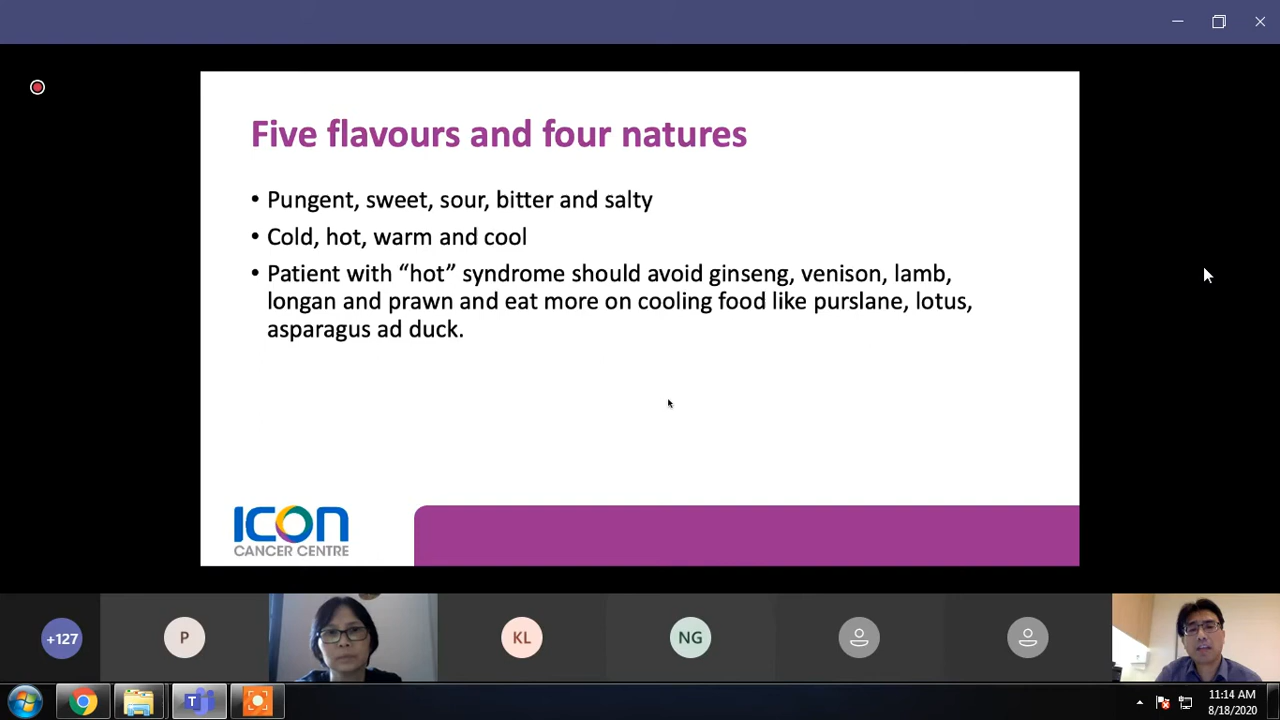 Five flavours and four natures
• Pungent, sweet, sour, bitter and salty
• Cold, hot, warm and cool
• Patient with “hot” syndrome should avoid ginseng, venison, lamb,
longan and prawn and eat more on cooling food like purslane, lotus,
asparagus ad duck.
ICON
CANCER CENTRE
+127
P
KL
NG
11:14 AM
8/18/2020